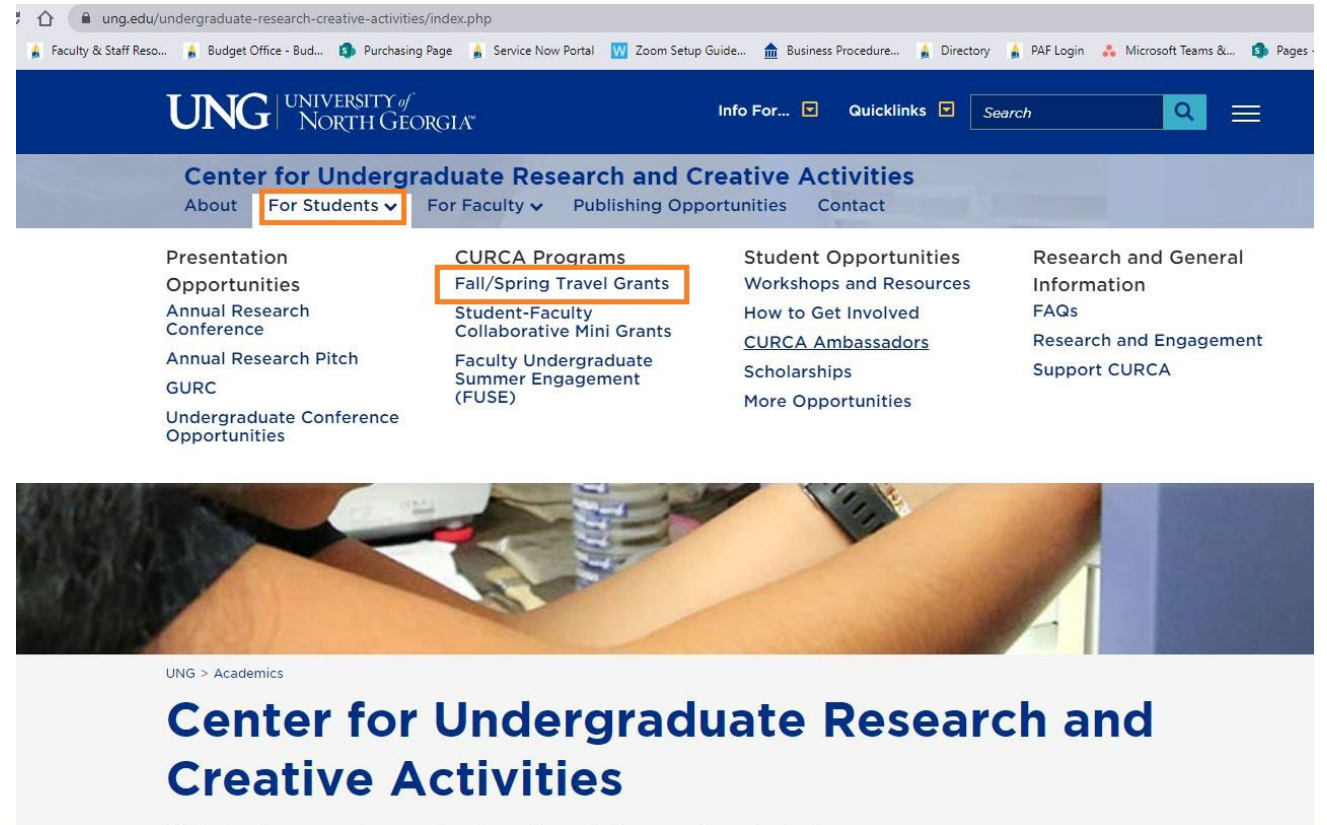 ung.edu/undergraduate-research-creative-activities/index.php
Faculty & Staff Reso... Budget Office - Bud... Purchasing Page Service Now Portal Zoom Setup Guide... Business Procedure... Directory PAF Login Microsoft Teams &... Pages -
UNG UNIVERSITY of
NORTH GEORGIA™
Info For... Quicklinks Search
Center for Undergraduate Research and Creative Activities
About For Students For Faculty Publishing Opportunities Contact
Presentation
Opportunities
Annual Research
Conference
Annual Research Pitch
GURC
Undergraduate Conference
Opportunities
CURCA Programs
Fall/Spring Travel Grants
Student-Faculty
Collaborative Mini Grants
Faculty Undergraduate
Summer Engagement
(FUSE)
Student Opportunities
Workshops and Resources
How to Get Involved
CURCA Ambassadors
Scholarships
More Opportunities
Research and General
Information
FAQs
Research and Engagement
Support CURCA
UNG > Academics
Center for Undergraduate Research and
Creative Activities